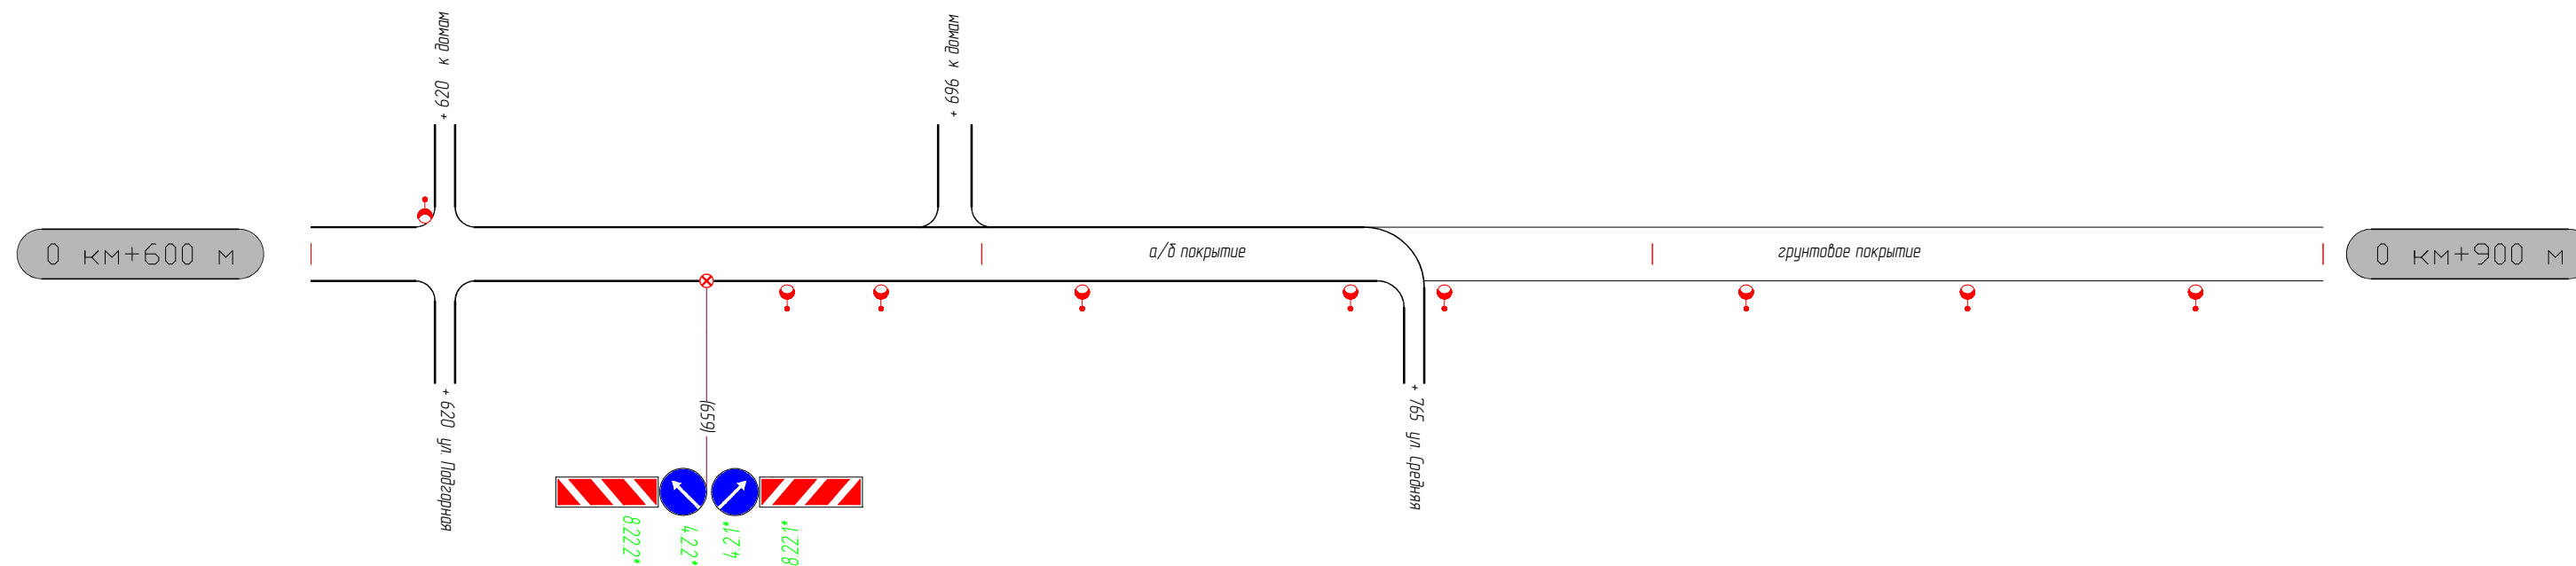 + 620 к домам
+ 696 к домам
0 км+600 м
а/б покрытие
грунтовое покрытие
0 км+900 м
+ 620 ул. Подгорная
(659)
+ 765 ул. Средняя
8.22.2*
4.2.2*
4.2.1*
8.22.1*